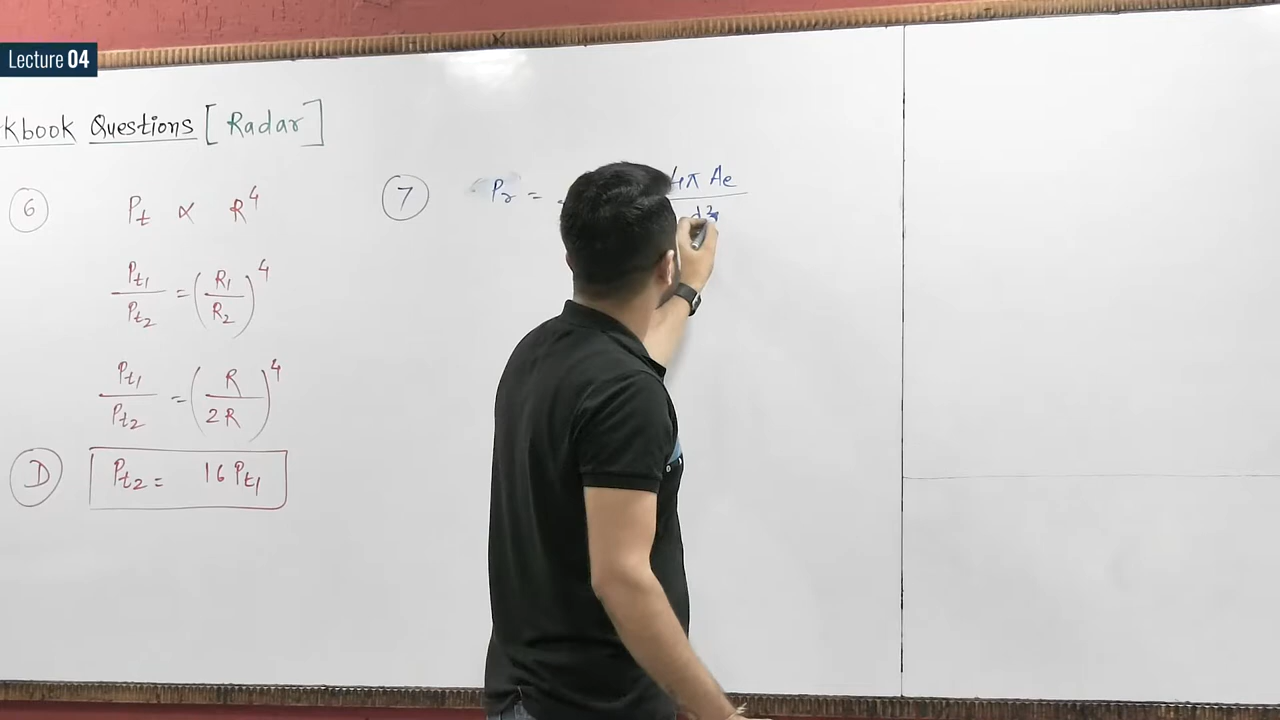 Lecture 04
kbook Questions [Radar]
6 Pt ∝ R^4
Pt1/Pt2 = (R1/R2)^4
Pt1/Pt2 = (R/2R)^4
D Pt2 = 16 Pt1
7 Pr = 4π Ae